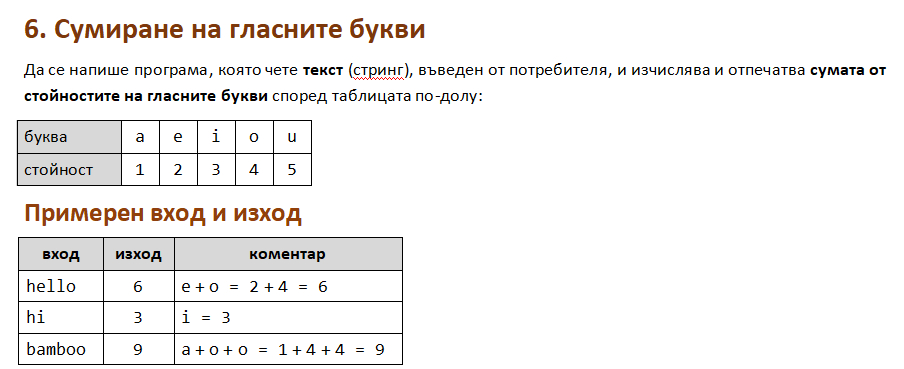 6. Сумиране на гласните букви
Да се напише програма, която чете текст (стринг), въведен от потребителя, и изчислява и отпечатва сумата от
стойностите на гласните букви според таблицата по-долу:
буква a e i o u
стойност 1 2 3 4 5
Примерен вход и изход
вход изход коментар
hello 6 e + o = 2 + 4 = 6
hi 3 i = 3
bamboo 9 a + o + o = 1 + 4 + 4 = 9